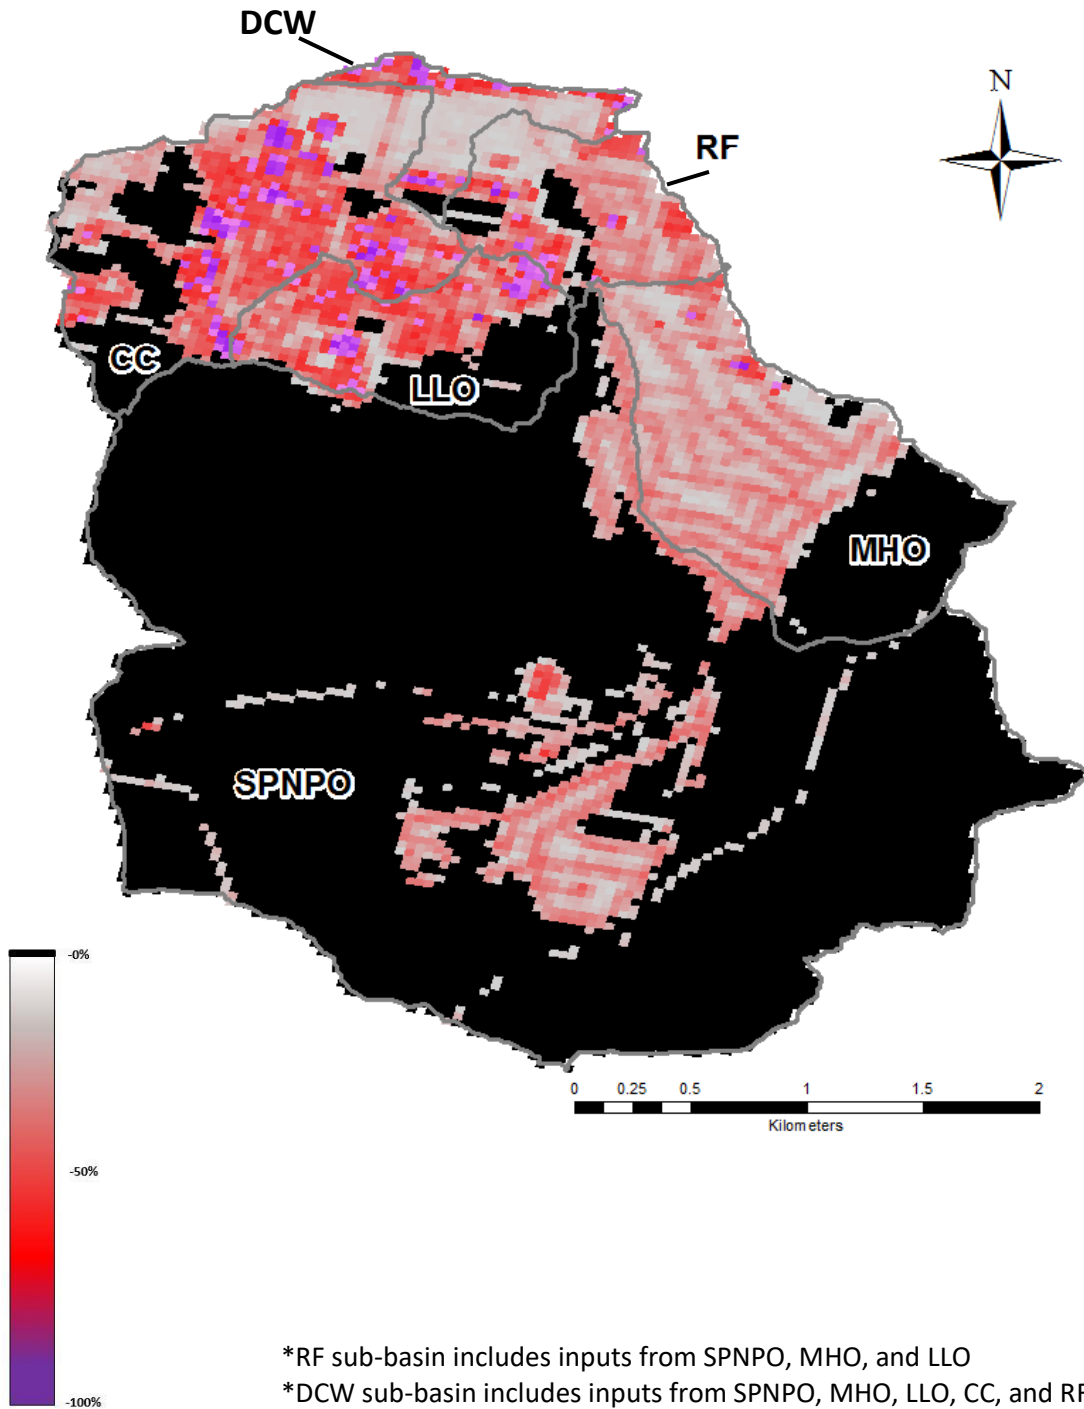 DCW
N
RF
CC
LLO
MHO
SPNPO
-0%
-50%
-100%
0 0.25 0.5 1 1.5 2
Kilometers
*RF sub-basin includes inputs from SPNPO, MHO, and LLO
*DCW sub-basin includes inputs from SPNPO, MHO, LLO, CC, and RF